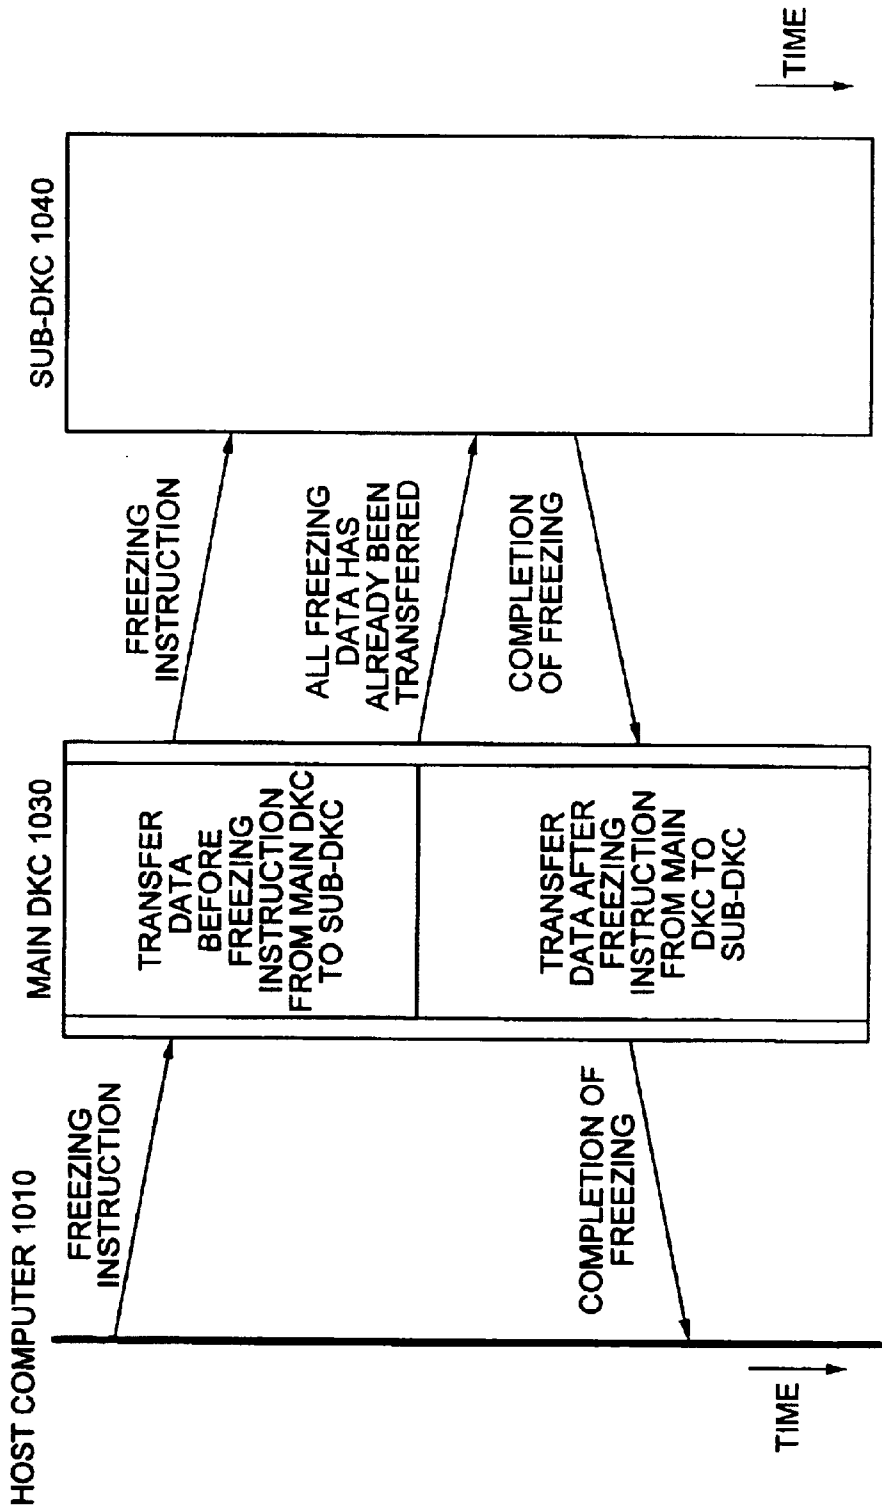 HOST COMPUTER 1010
MAIN DKC 1030
SUB-DKC 1040
FREEZING
INSTRUCTION
TRANSFER
DATA
BEFORE
FREEZING
INSTRUCTION
FROM MAIN DKC
TO SUB-DKC
FREEZING
INSTRUCTION
ALL FREEZING
DATA HAS
ALREADY BEEN
TRANSFERRED
COMPLETION OF
FREEZING
TRANSFER
DATA AFTER
FREEZING
INSTRUCTION
FROM MAIN
DKC TO
SUB-DKC
COMPLETION
OF FREEZING
TIME
TIME